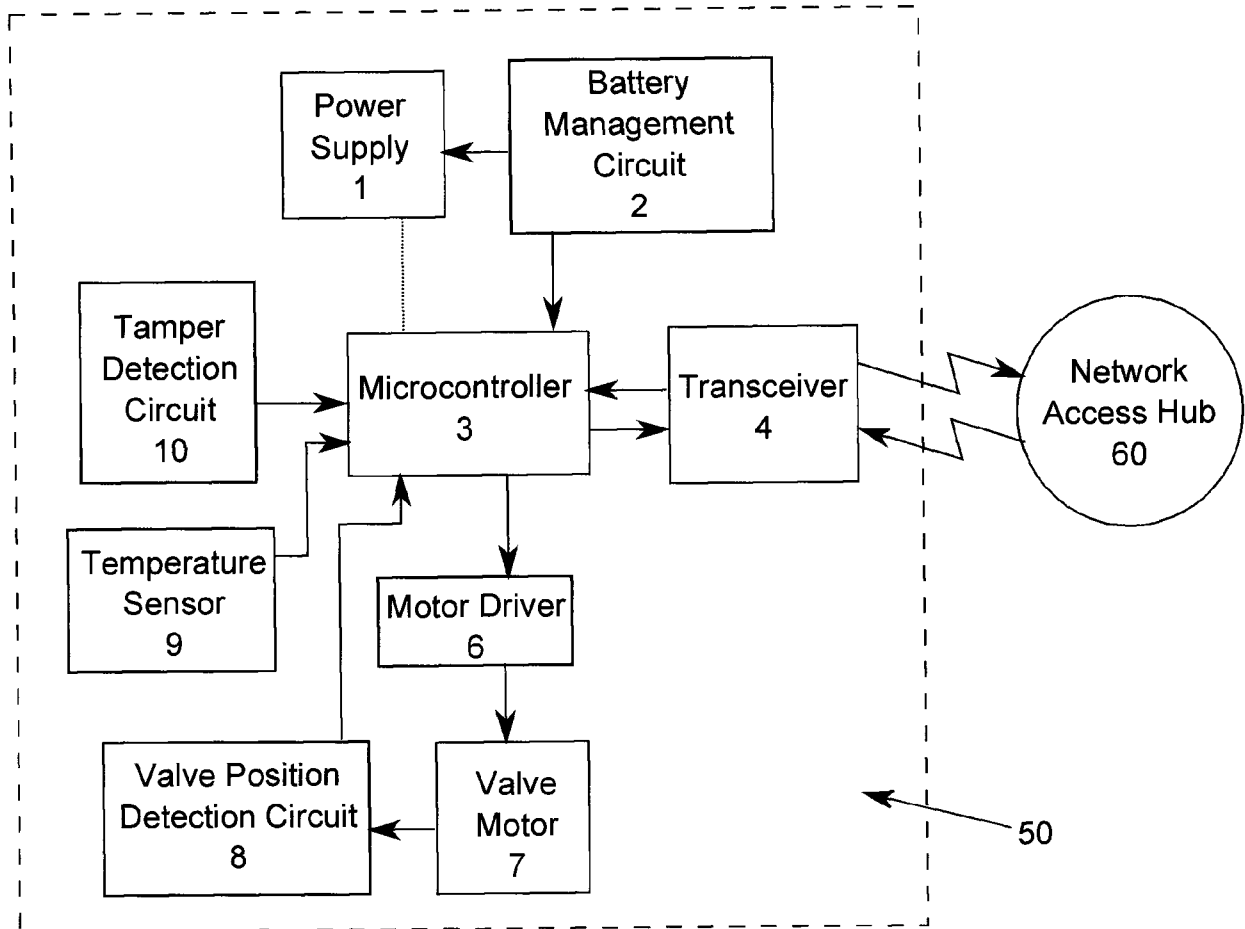 Power
Supply
1
Battery
Management
Circuit
2
Tamper
Detection
Circuit
10
Microcontroller
3
Transceiver
4
Network
Access Hub
60
Temperature
Sensor
9
Motor Driver
6
Valve Position
Detection Circuit
8
Valve
Motor
7
50